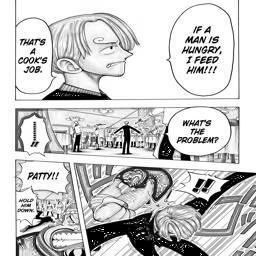 IF A
MAN IS
HUNGRY,
I FEED
HIM!!!
THAT'S
A
COOK'S
JOB.
WHAT'S
THE
PROBLEM?
!!
PATTY!!
HOLD
HIM
DOWN.